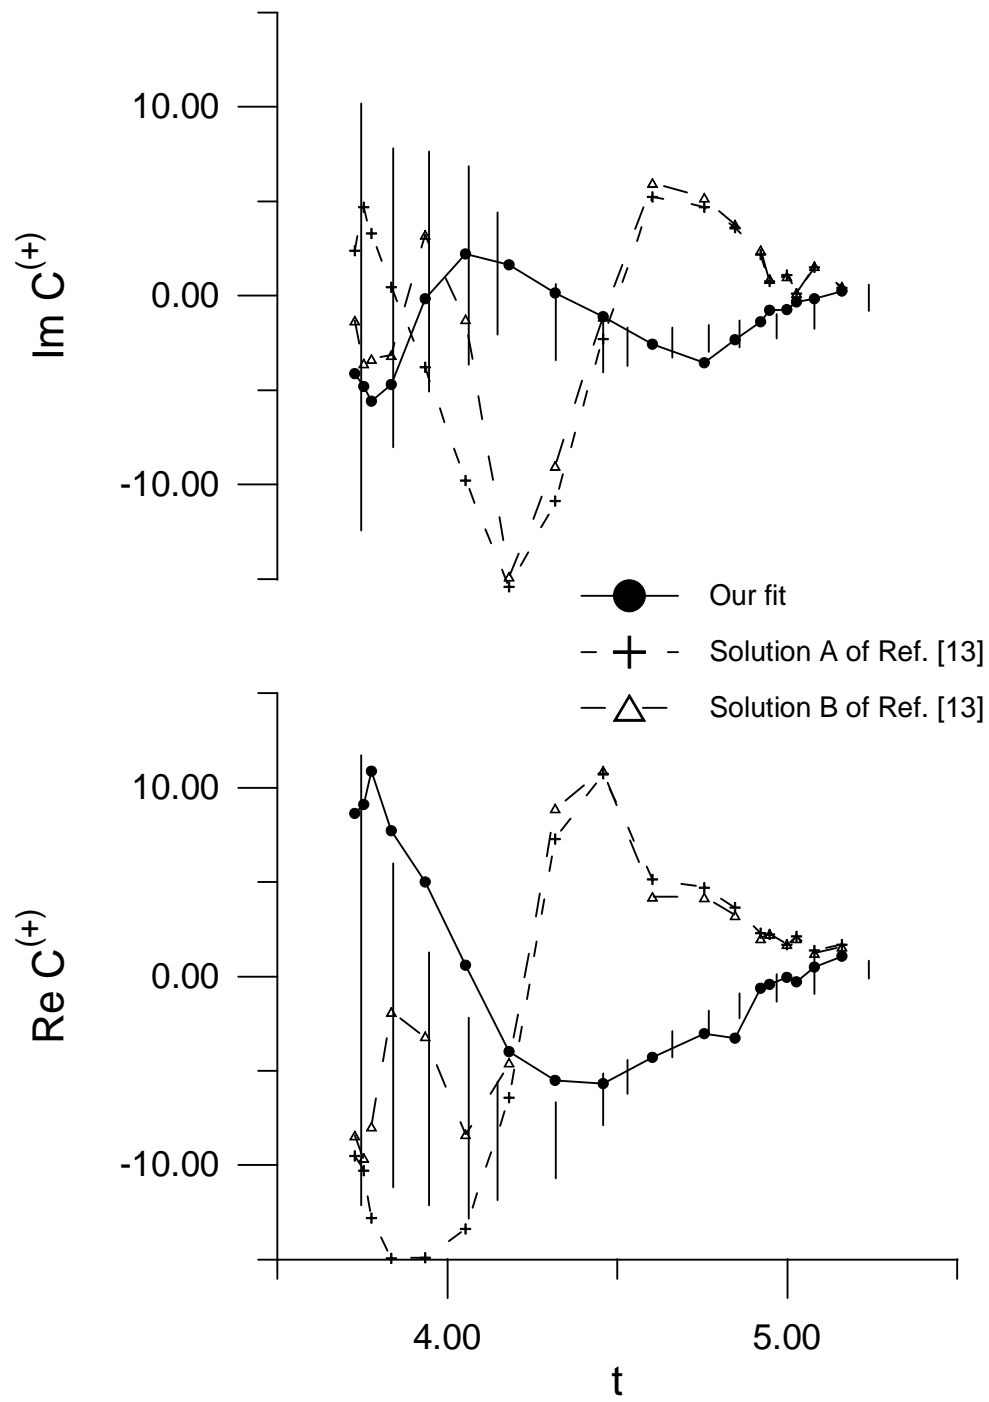 10.00
0.00
-10.00
Im C(+)
Our fit
Solution A of Ref. [13]
Solution B of Ref. [13]
10.00
0.00
-10.00
Re C(+)
4.00 5.00
t